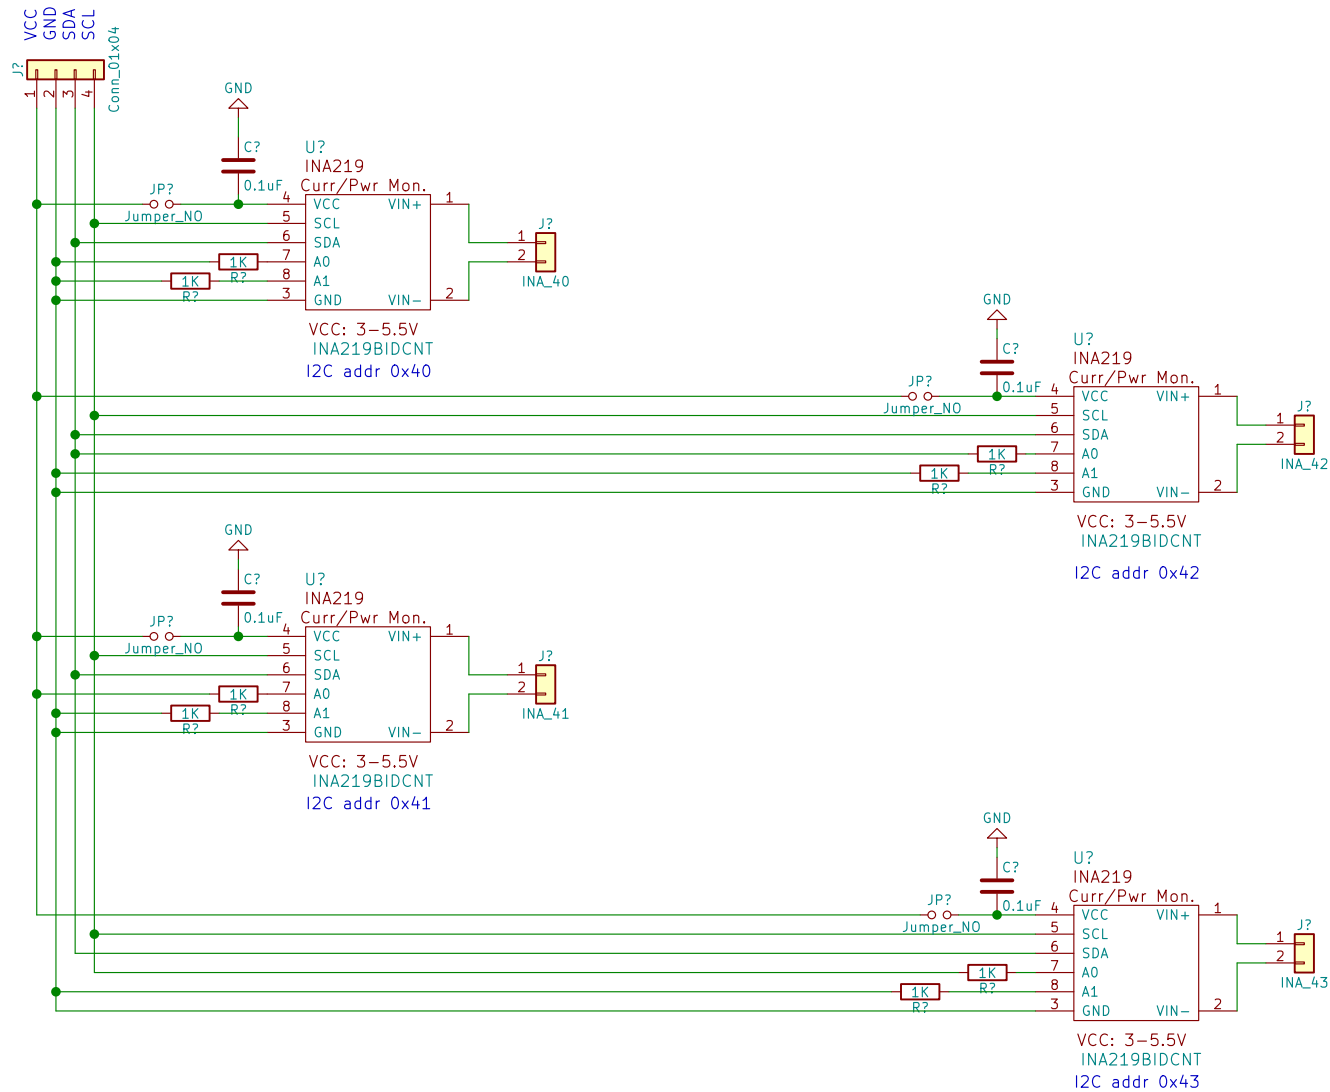 VCC
GND
SDA
SCL
J?
Conn_01x04
1
2
3
4
GND
C?
0.1uF
JP?
Jumper_NO
U?
INA219
Curr/Pwr Mon.
4 VCC VIN+ 1
5 SCL
6 SDA
7 A0
8 A1
3 GND VIN- 2
1K
R?
1K
R?
J?
1
2
INA_40
VCC: 3-5.5V
INA219BIDCNT
I2C addr 0x40
GND
C?
0.1uF
JP?
Jumper_NO
U?
INA219
Curr/Pwr Mon.
4 VCC VIN+ 1
5 SCL
6 SDA
7 A0
8 A1
3 GND VIN- 2
1K
R?
1K
R?
J?
1
2
INA_42
VCC: 3-5.5V
INA219BIDCNT
I2C addr 0x42
GND
C?
0.1uF
JP?
Jumper_NO
U?
INA219
Curr/Pwr Mon.
4 VCC VIN+ 1
5 SCL
6 SDA
7 A0
8 A1
3 GND VIN- 2
1K
R?
1K
R?
J?
1
2
INA_41
VCC: 3-5.5V
INA219BIDCNT
I2C addr 0x41
GND
C?
0.1uF
JP?
Jumper_NO
U?
INA219
Curr/Pwr Mon.
4 VCC VIN+ 1
5 SCL
6 SDA
7 A0
8 A1
3 GND VIN- 2
1K
R?
1K
R?
J?
1
2
INA_43
VCC: 3-5.5V
INA219BIDCNT
I2C addr 0x43